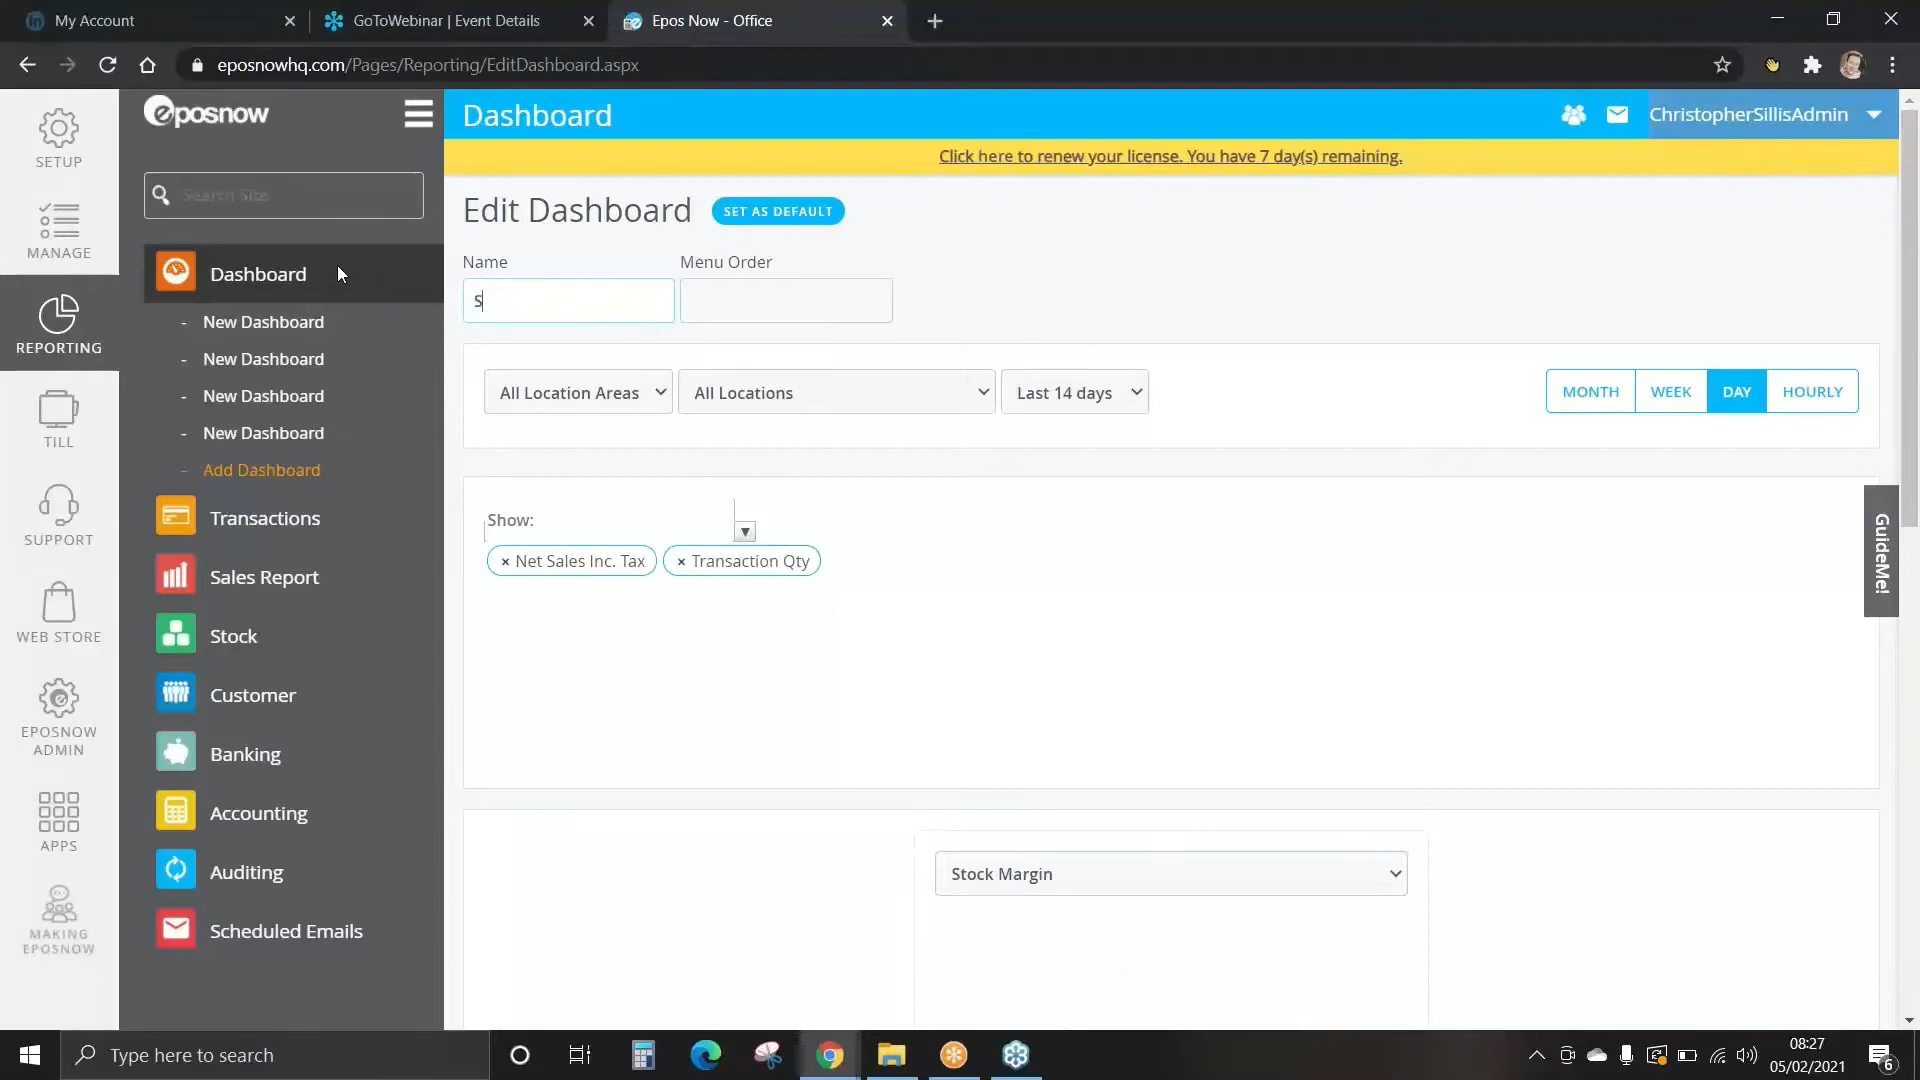 My Account
GoToWebinar | Event Details
Epos Now - Office
eposnowhq.com/Pages/Reporting/EditDashboard.aspx
SETUP
MANAGE
REPORTING
TILL
SUPPORT
WEB STORE
EPOSNOW
ADMIN
APPS
MAKING
EPOSNOW
eposnow
Search Site
Dashboard
- New Dashboard
- New Dashboard
- New Dashboard
- New Dashboard
- Add Dashboard
Transactions
Sales Report
Stock
Customer
Banking
Accounting
Auditing
Scheduled Emails
Dashboard
ChristopherSillisAdmin
Click here to renew your license. You have 7 day(s) remaining.
Edit Dashboard SET AS DEFAULT
Name Menu Order
S
All Location Areas All Locations Last 14 days MONTH WEEK DAY HOURLY
Show:
× Net Sales Inc. Tax × Transaction Qty
Stock Margin
GuideMe!
Type here to search
08:27
05/02/2021
6